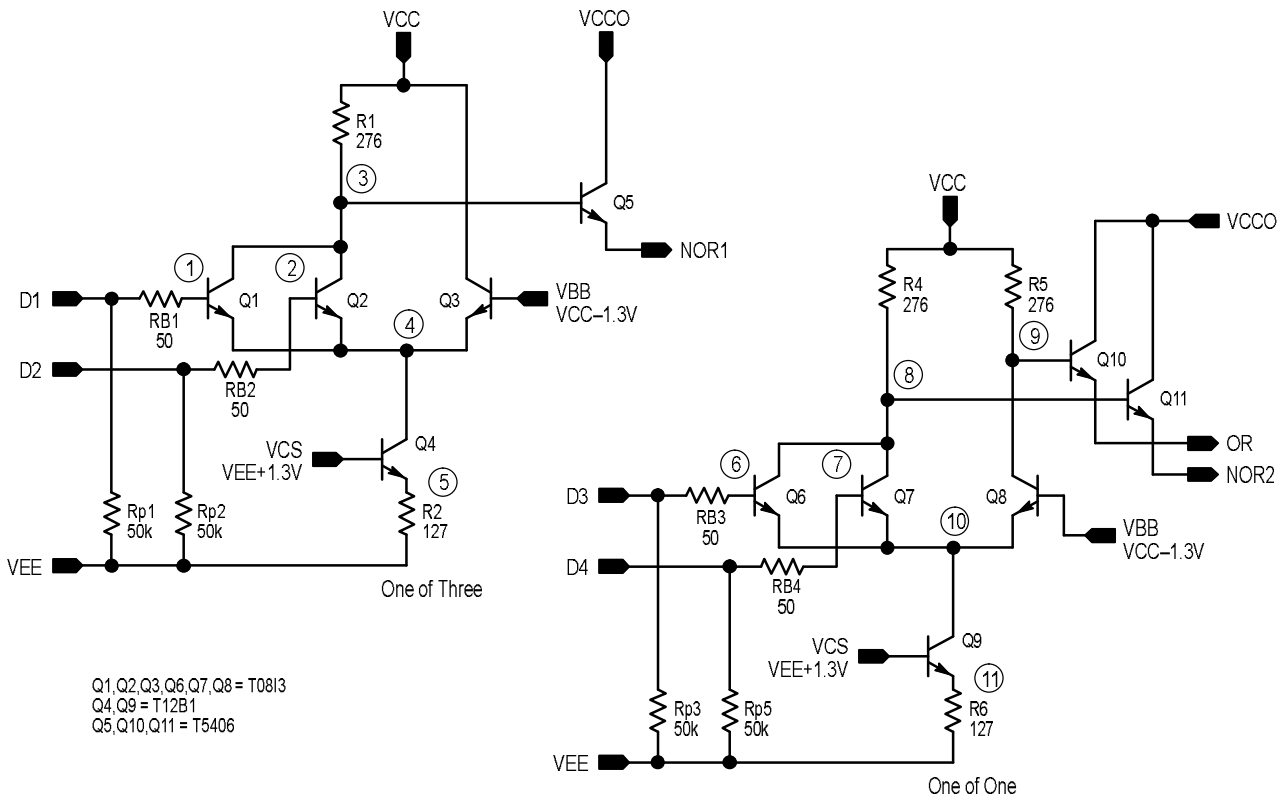 VCC
VCCO
R1
276
3
Q5
NOR1
VCC
VCCO
1
2
D1
RB1
50
Q1
Q2
Q3
VBB
VCC–1.3V
4
R4
276
R5
276
9
Q10
D2
RB2
50
8
Q11
Q4
VCS
VEE+1.3V
5
OR
NOR2
6
7
D3
RB3
50
Q6
Q7
Q8
Rp1
50k
Rp2
50k
R2
127
10
VBB
VCC–1.3V
VEE
D4
RB4
50
One of Three
VCS
VEE+1.3V
Q9
11
Q1,Q2,Q3,Q6,Q7,Q8 = T08I3
Q4,Q9 = T12B1
Q5,Q10,Q11 = T5406
Rp3
50k
Rp5
50k
R6
127
VEE
One of One